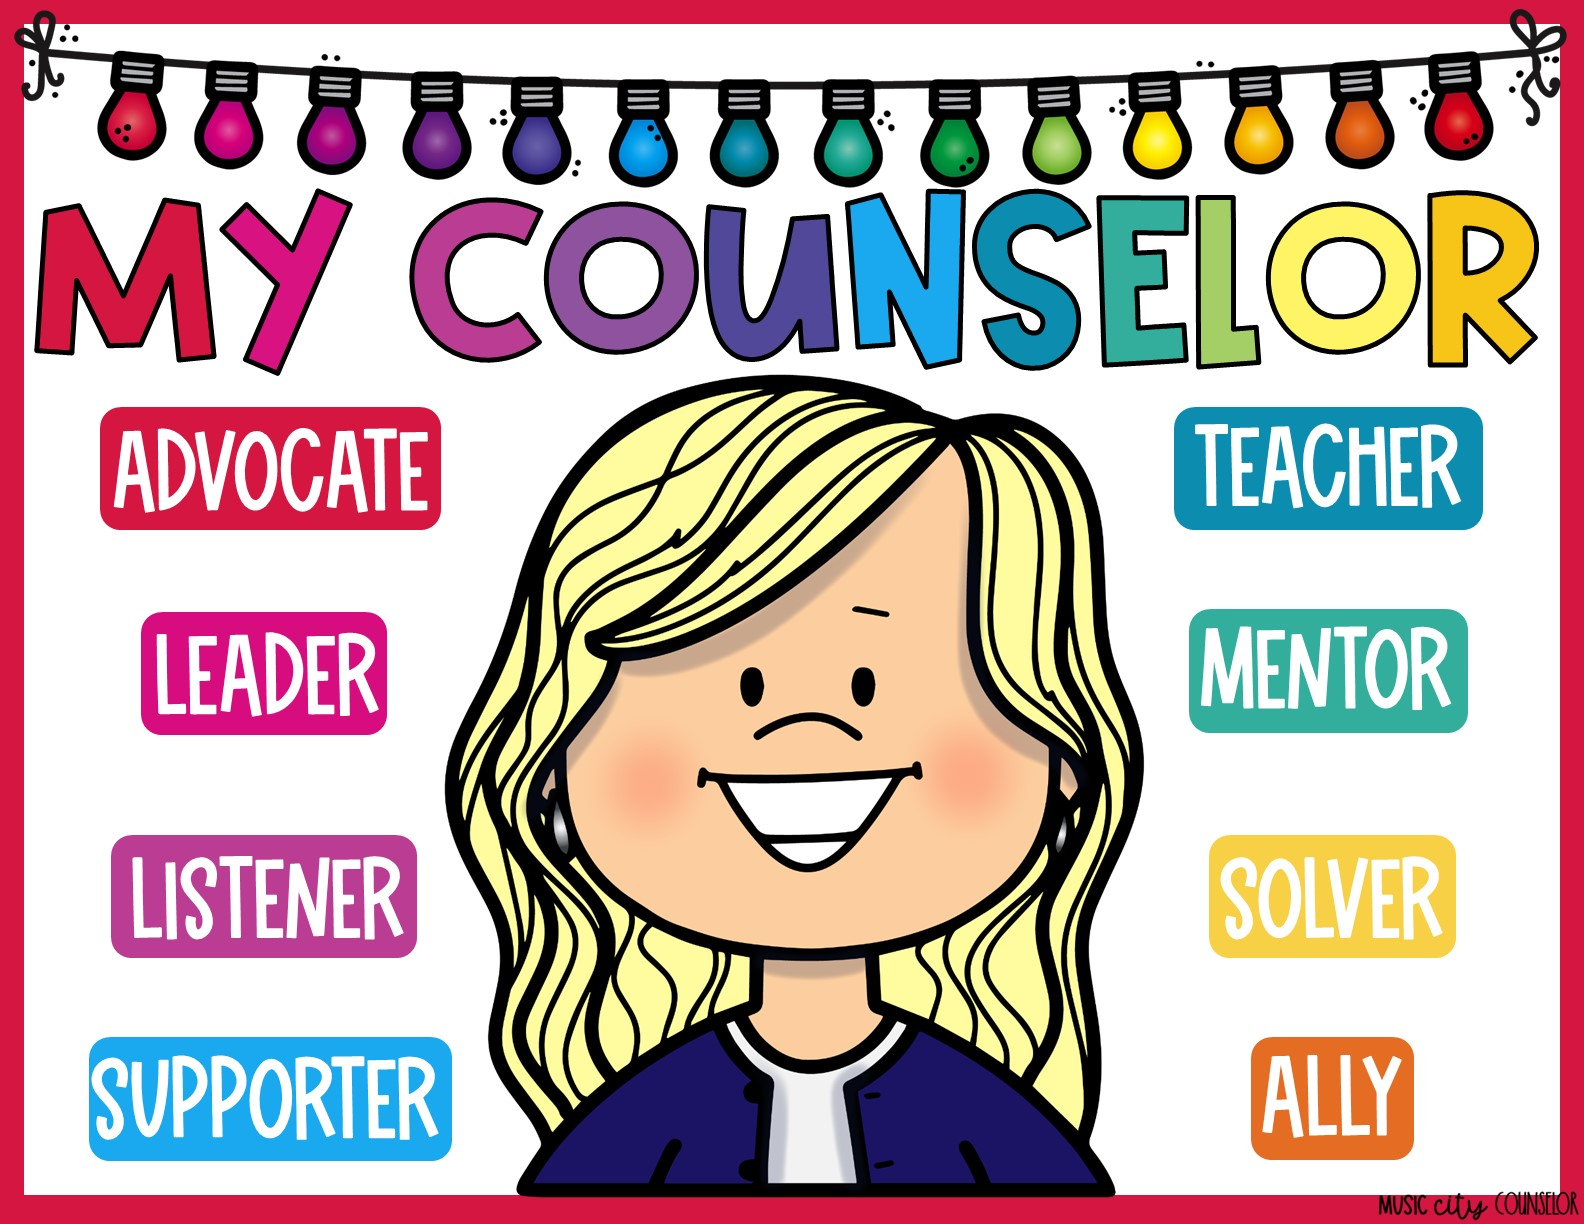 MY COUNSELOR
ADVOCATE
LEADER
LISTENER
SUPPORTER
TEACHER
MENTOR
SOLVER
ALLY
MUSIC city COUNSELOR